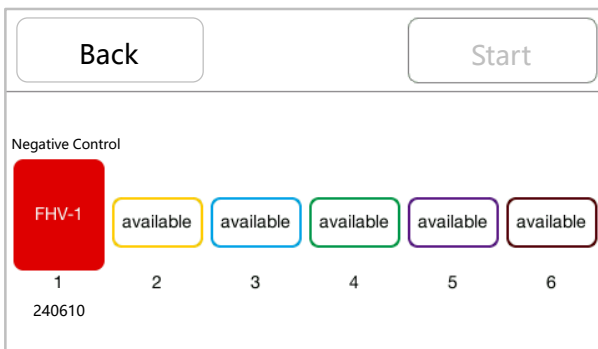 Back
Start
Negative Control
FHV-1
available
available
available
available
available
1
2
3
4
5
6
240610